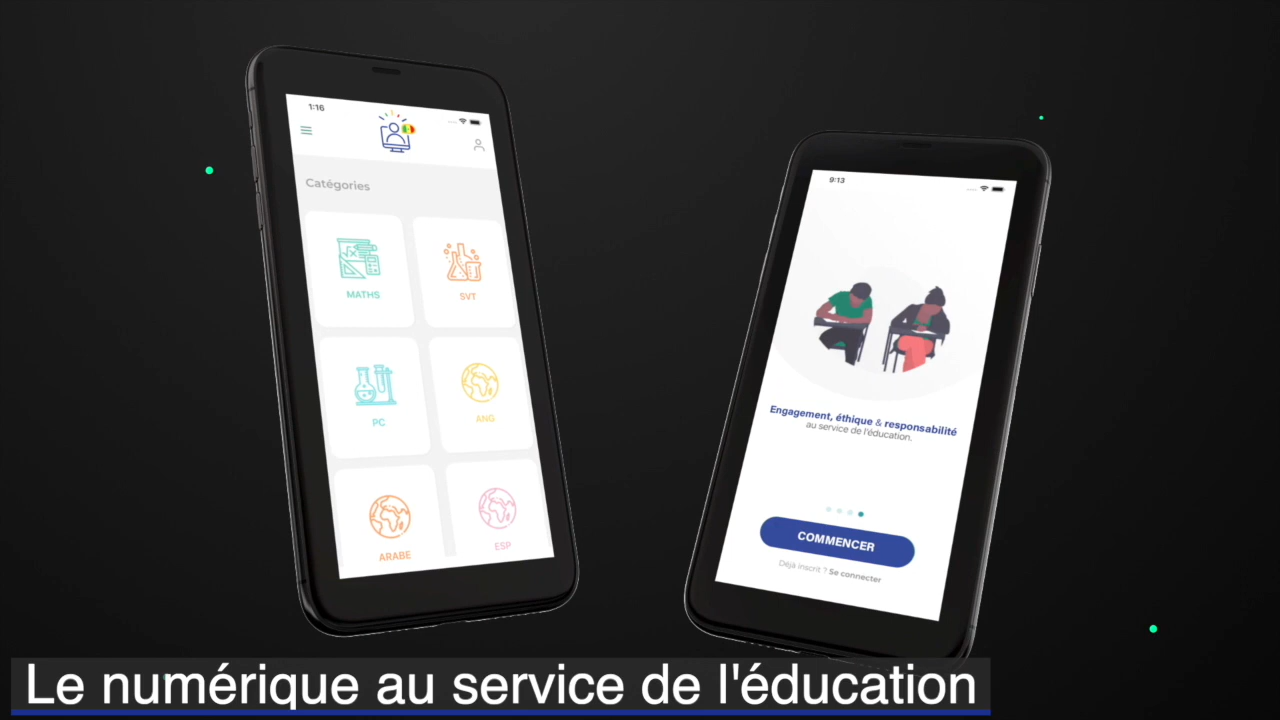 1:16
Catégories
MATHS
SVT
PC
ANG
ARABE
ESP
9:13
Engagement, éthique & responsabilité
au service de l'éducation.
COMMENCER
Déjà inscrit ? Se connecter
Le numérique au service de l'éducation